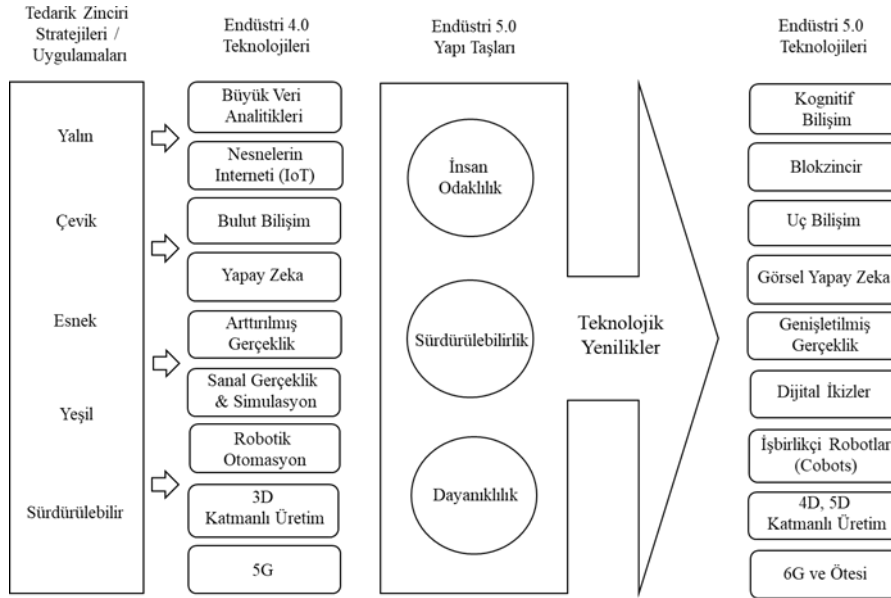 Tedarik Zinciri
Stratejileri /
Uygulamaları
Endüstri 4.0
Teknolojileri
Endüstri 5.0
Yapı Taşları
Endüstri 5.0
Teknolojileri
Yalın
Çevik
Esnek
Yeşil
Sürdürülebilir
Büyük Veri
Analitikleri
Nesnelerin
Interneti (IoT)
Bulut Bilişim
Yapay Zeka
Arttırılmış
Gerçeklik
Sanal Gerçeklik
& Simulasyon
Robotik
Otomasyon
3D
Katmanlı Üretim
5G
İnsan
Odaklılık
Sürdürülebilirlik
Dayanıklılık
Teknolojik
Yenilikler
Kognitif
Bilişim
Blokzincir
Uç Bilişim
Görsel Yapay Zeka
Genişletilmiş
Gerçeklik
Dijital İkizler
İşbirlikçi Robotlar
(Cobots)
4D, 5D
Katmanlı Üretim
6G ve Ötesi